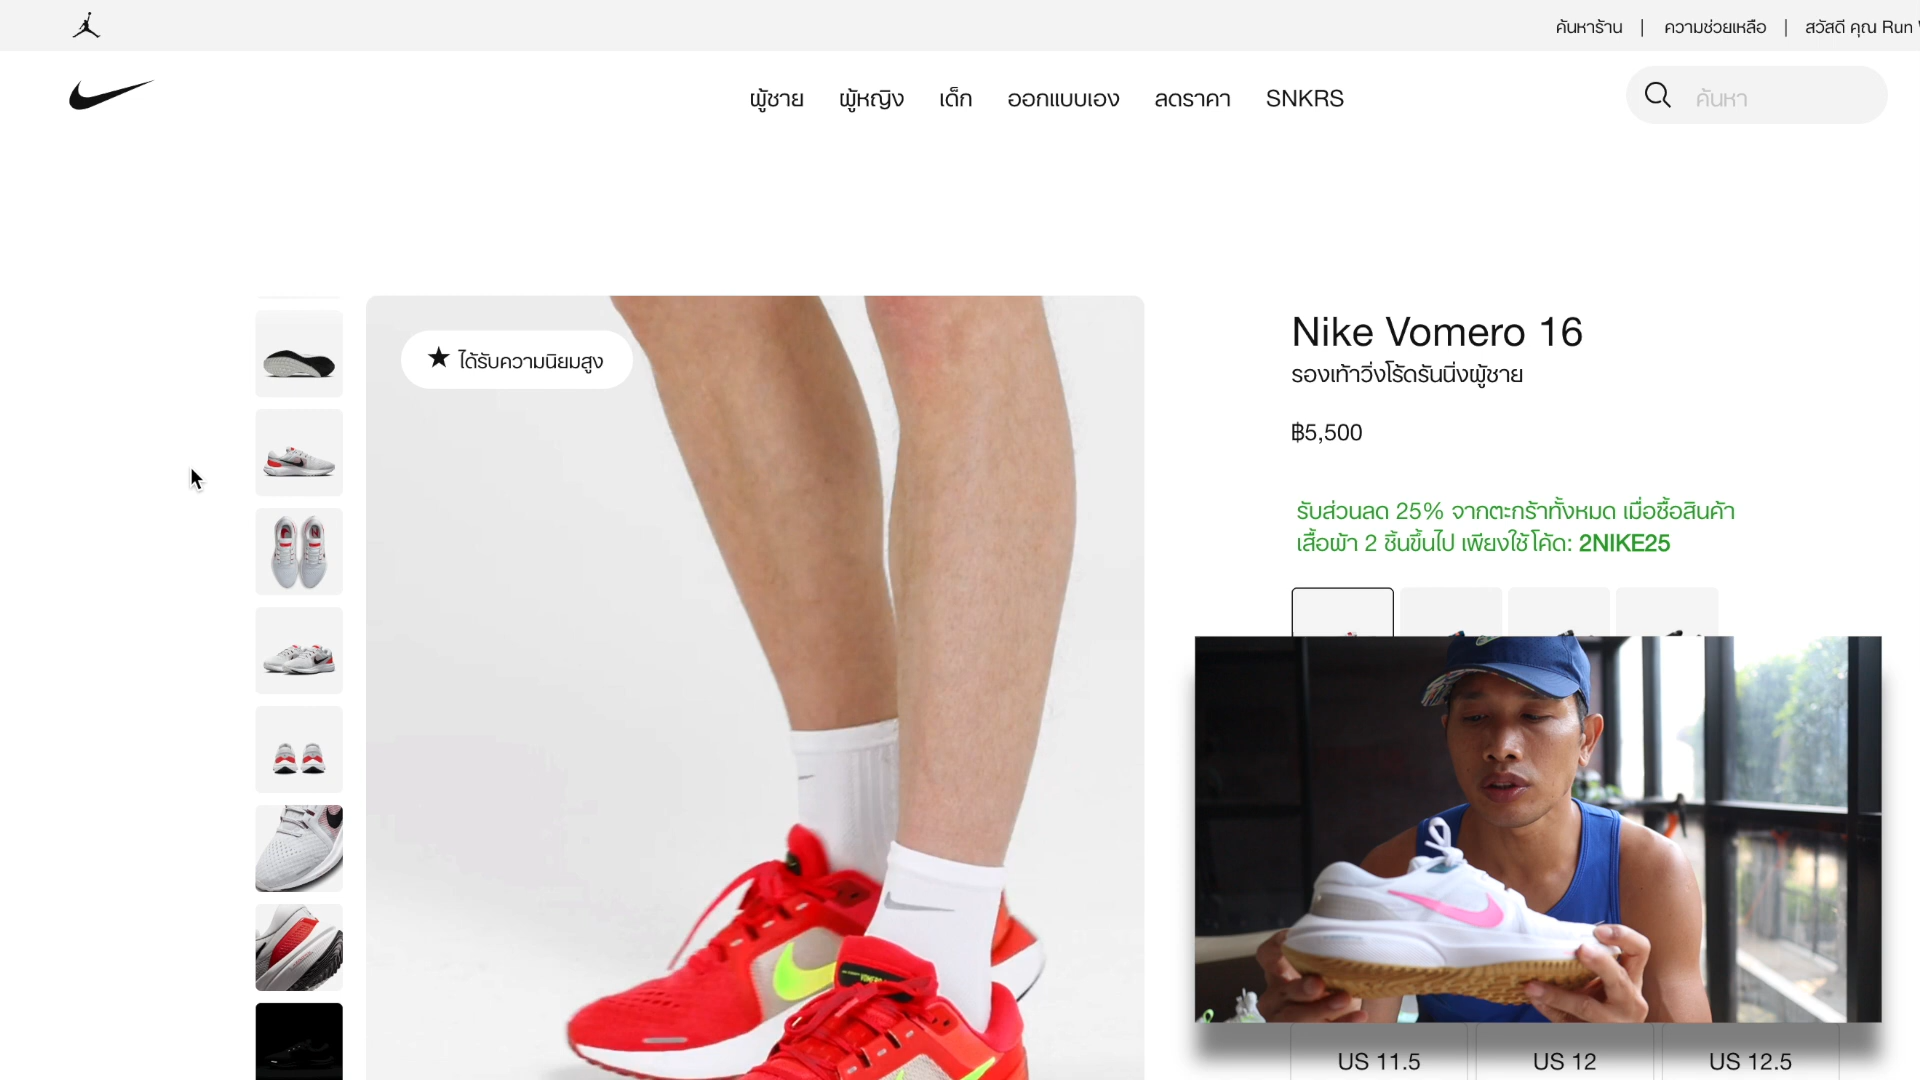 ค้นหาร้าน | ความช่วยเหลือ | สวัสดี คุณ Run
ผู้ชาย ผู้หญิง เด็ก ออกแบบเอง ลดราคา SNKRS
ค้นหา
★ ได้รับความนิยมสูง
Nike Vomero 16
รองเท้าวิ่งโร้ดรันนิ่งผู้ชาย
฿5,500
รับส่วนลด 25% จากตะกร้าทั้งหมด เมื่อซื้อสินค้า
เสื้อผ้า 2 ชิ้นขึ้นไป เพียงใช้โค้ด: 2NIKE25
US 11.5 US 12 US 12.5